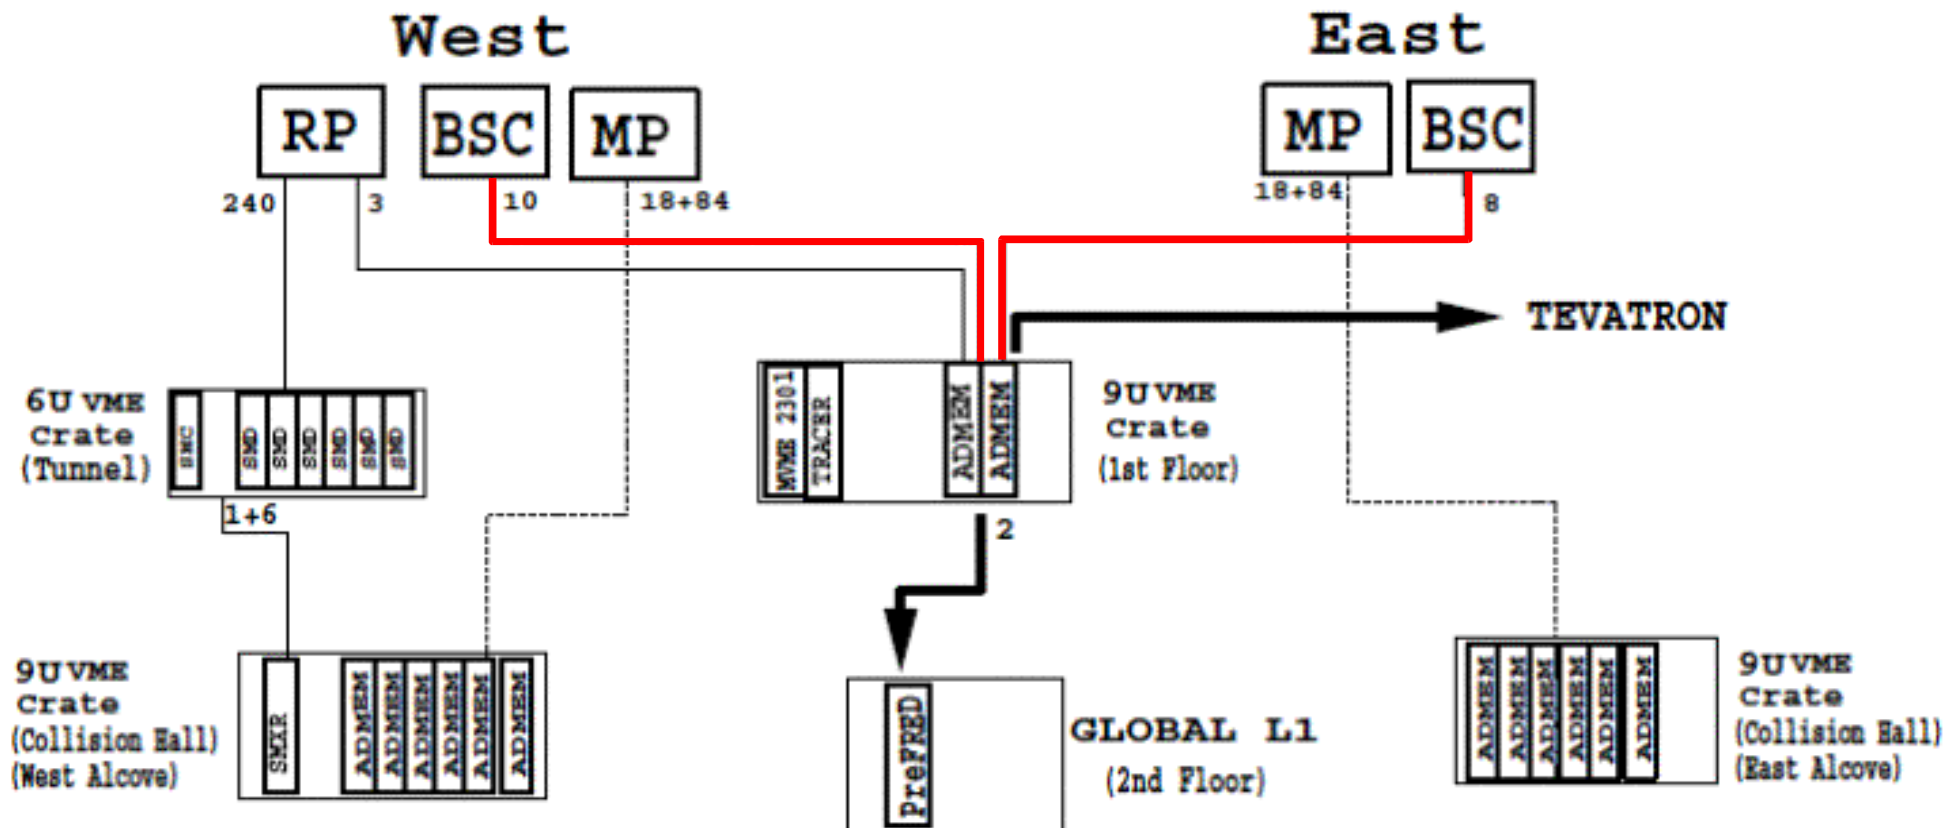 West
East
RP
BSC
MP
MP
BSC
240
3
10
18+84
18+84
8
TEVATRON
6U VME
Crate
(Tunnel)
SMC
SMD
SMD
SMD
SMD
SMD
SMD
MVME 2301
TRACER
ADMEM
ADMEM
9U VME
Crate
(1st Floor)
1+6
2
9U VME
Crate
(Collision Hall)
(West Alcove)
SMXR
ADMEM
ADMEM
ADMEM
ADMEM
ADMEM
ADMEM
PreFRED
GLOBAL L1
(2nd Floor)
ADMEM
ADMEM
ADMEM
ADMEM
ADMEM
ADMEM
9U VME
Crate
(Collision Hall)
(East Alcove)